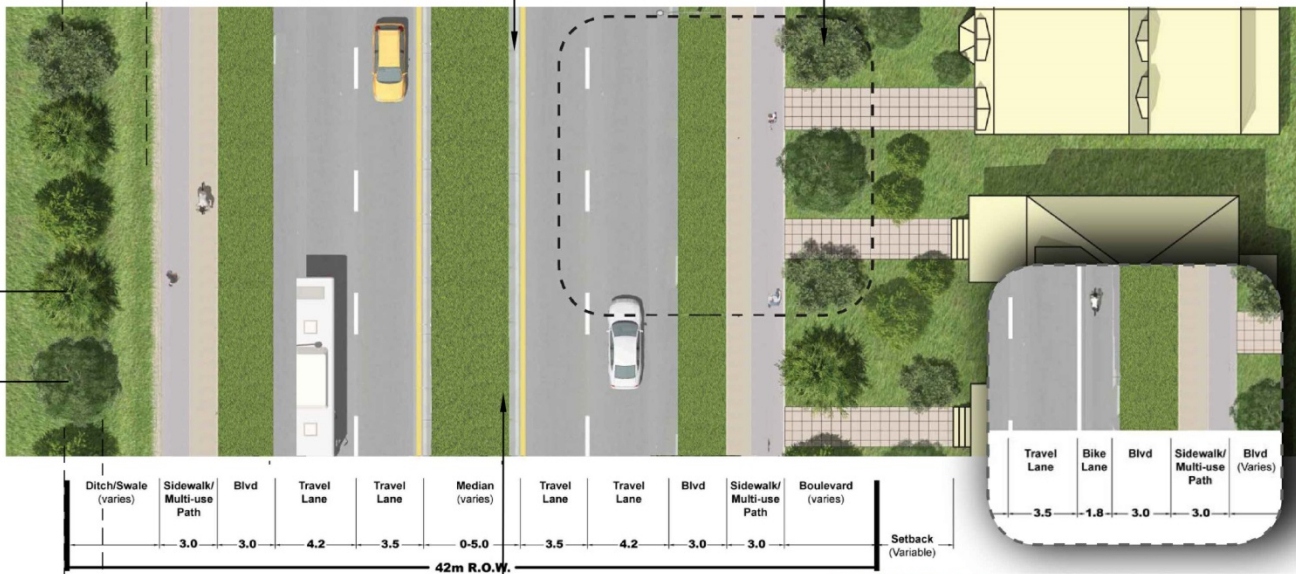 Ditch/Swale
(varies)
Sidewalk/
Multi-use
Path
Blvd
Travel
Lane
Travel
Lane
Median
(varies)
Travel
Lane
Travel
Lane
Blvd
Sidewalk/
Multi-use
Path
Boulevard
(varies)
3.0
3.0
4.2
3.5
0-5.0
3.5
4.2
3.0
3.0
Setback
(Variable)
42m R.O.W.
Travel
Lane
Bike
Lane
Blvd
Sidewalk/
Multi-use
Path
Blvd
(Varies)
3.5
1.8
3.0
3.0